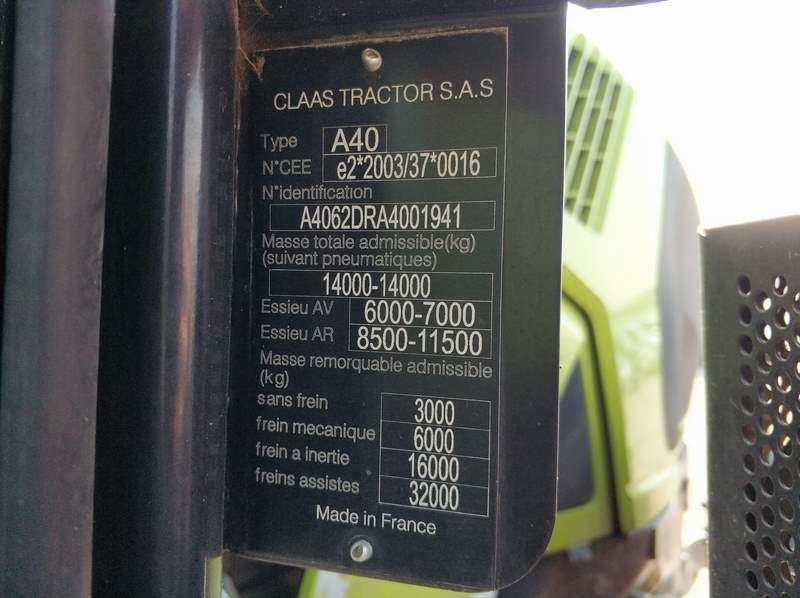 CLAAS TRACTOR S.A.S
Type A40
N°CEE e2*2003/37*0016
N°identification
A4062DRA4001941
Masse totale admissible(kg)
(suivant pneumatiques)
14000-14000
Essieu AV 6000-7000
Essieu AR 8500-11500
Masse remorquable admissible
(kg)
sans frein 3000
frein mecanique 6000
frein a inertie 16000
freins assistes 32000
Made in France